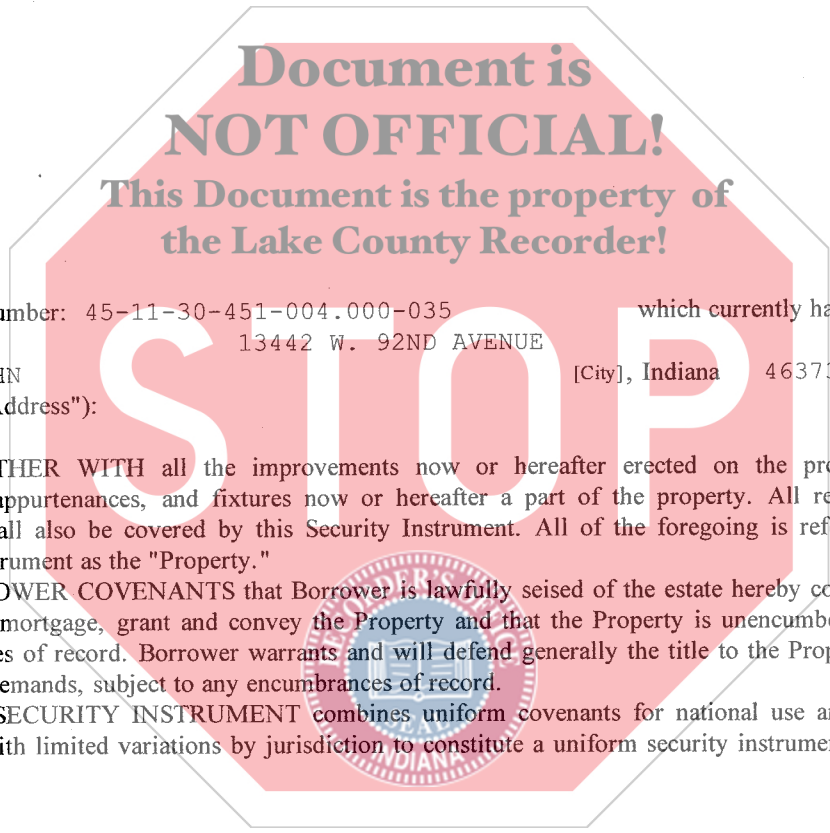 Document is
NOT OFFICIAL!
This Document is the property of
the Lake County Recorder!
umber: 45-11-30-451-004.000-035 which currently ha
13442 W. 92ND AVENUE
HN [City], Indiana 4637
Address"):
STOP
THER WITH all the improvements now or hereafter erected on the pro
appurtenances, and fixtures now or hereafter a part of the property. All re
all also be covered by this Security Instrument. All of the foregoing is ref
rument as the "Property."
OWER COVENANTS that Borrower is lawfully seised of the estate hereby co
mortgage, grant and convey the Property and that the Property is unencumbe
es of record. Borrower warrants and will defend generally the title to the Prop
emands, subject to any encumbrances of record.
SECURITY INSTRUMENT combines uniform covenants for national use an
ith limited variations by jurisdiction to constitute a uniform security instrumen
RECORDER'S OFFICE
SEAL
INDIANA